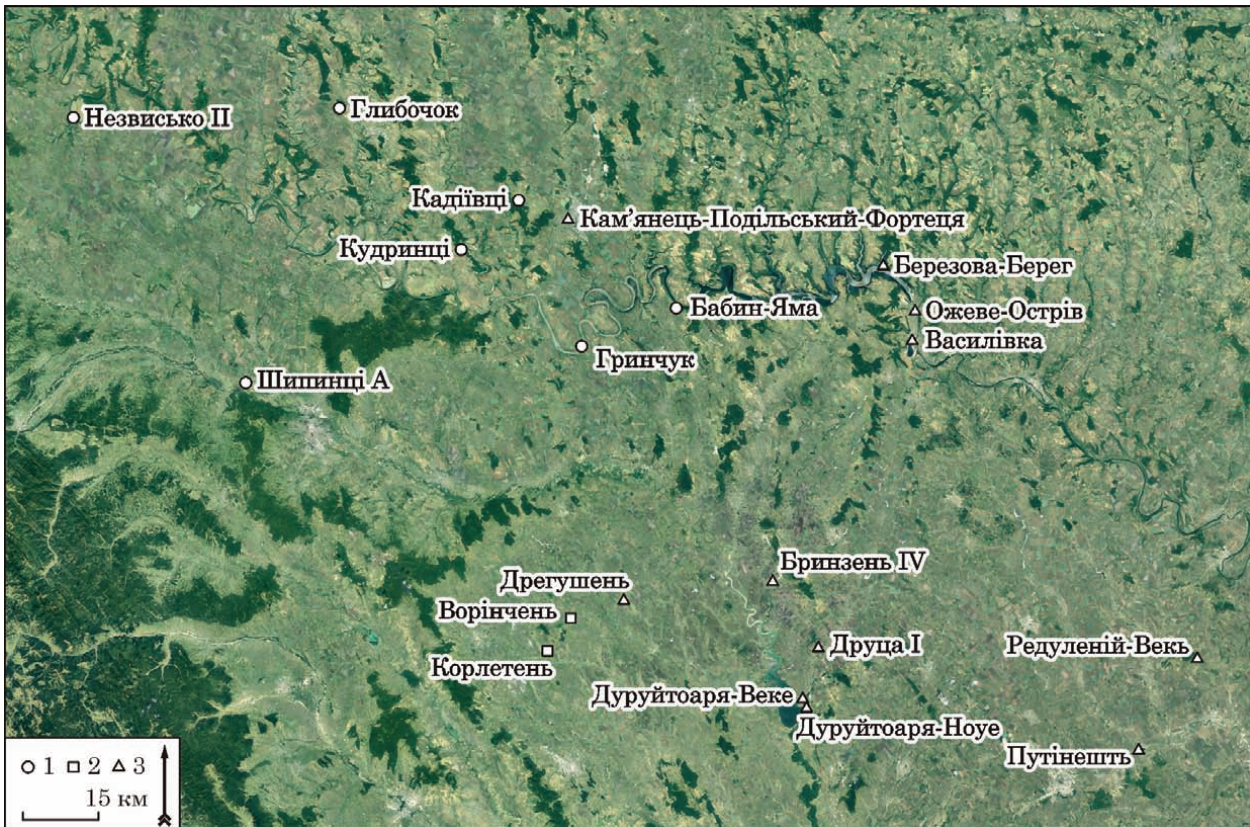 Незвисько II
Глибочок
Кадіївці
Кам’янець-Подільський-Фортеця
Кудринці
Березова-Берег
Бабин-Яма
Ожеве-Острів
Василівка
Гринчук
Шипинці А
Бринзень IV
Дрегушень
Ворінчень
Друца I
Редуленій-Векь
Корлетень
Дуруйтоаря-Веке
Дуруйтоаря-Ноуе
Путінешть
1 2 3
15 км